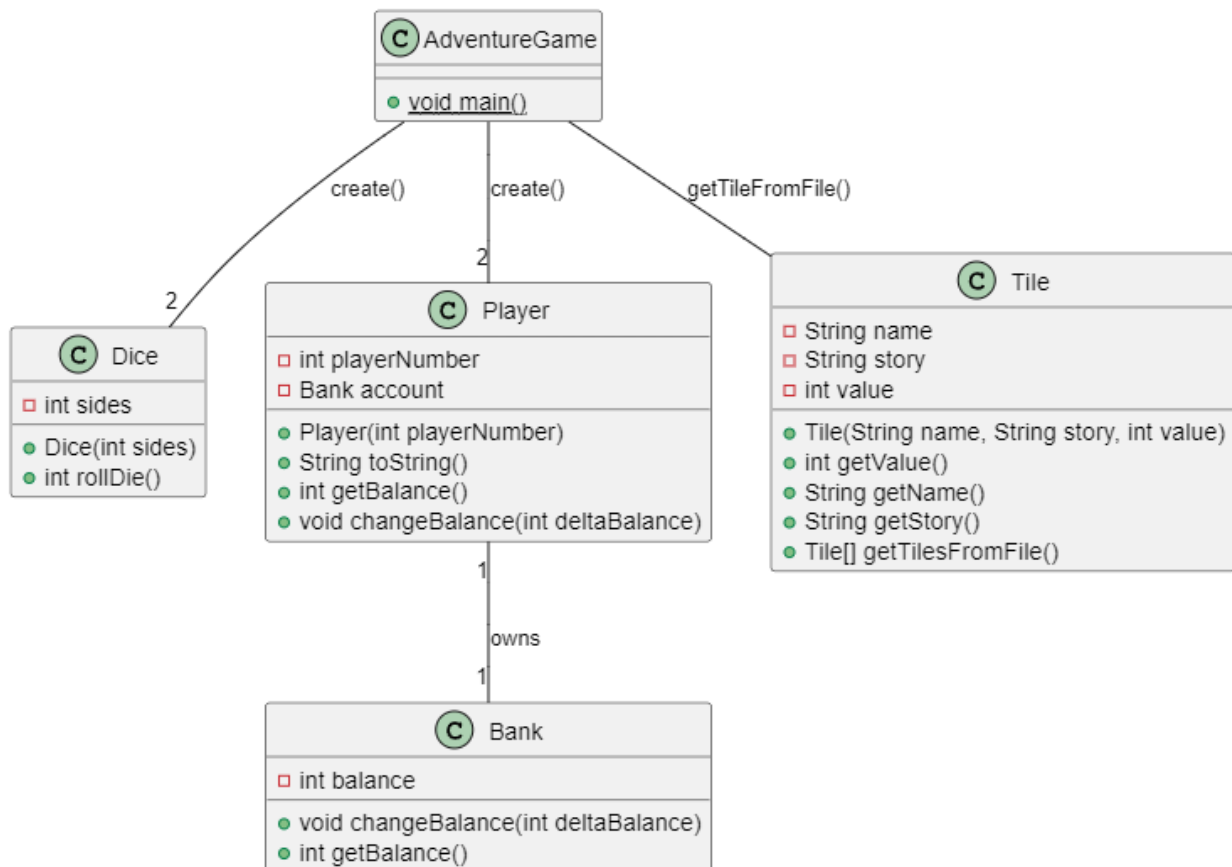 C AdventureGame
void main()
create()
create()
getTileFromFile()
2
2
C Dice
int sides
Dice(int sides)
int rollDie()
C Player
int playerNumber
Bank account
Player(int playerNumber)
String toString()
int getBalance()
void changeBalance(int deltaBalance)
C Tile
String name
String story
int value
Tile(String name, String story, int value)
int getValue()
String getName()
String getStory()
Tile[] getTilesFromFile()
1
owns
1
C Bank
int balance
void changeBalance(int deltaBalance)
int getBalance()